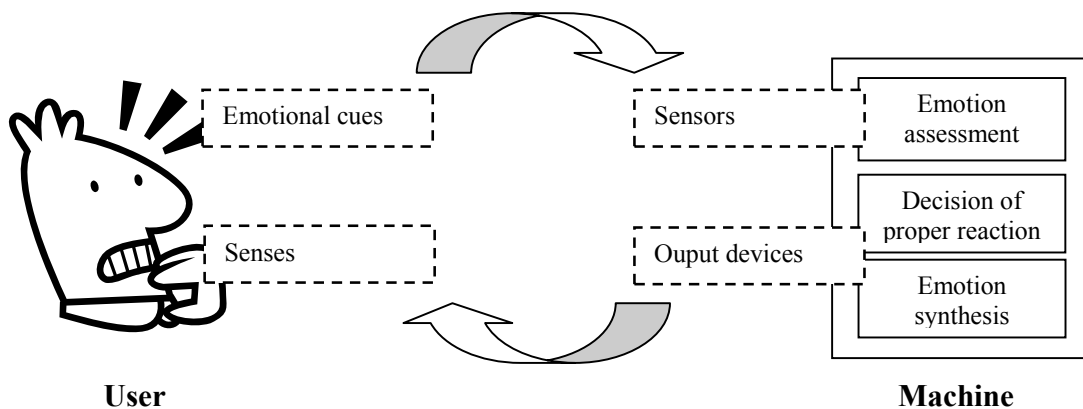 Emotional cues
Sensors
Emotion
assessment
Decision of
proper reaction
Senses
Ouput devices
Emotion
synthesis
User
Machine